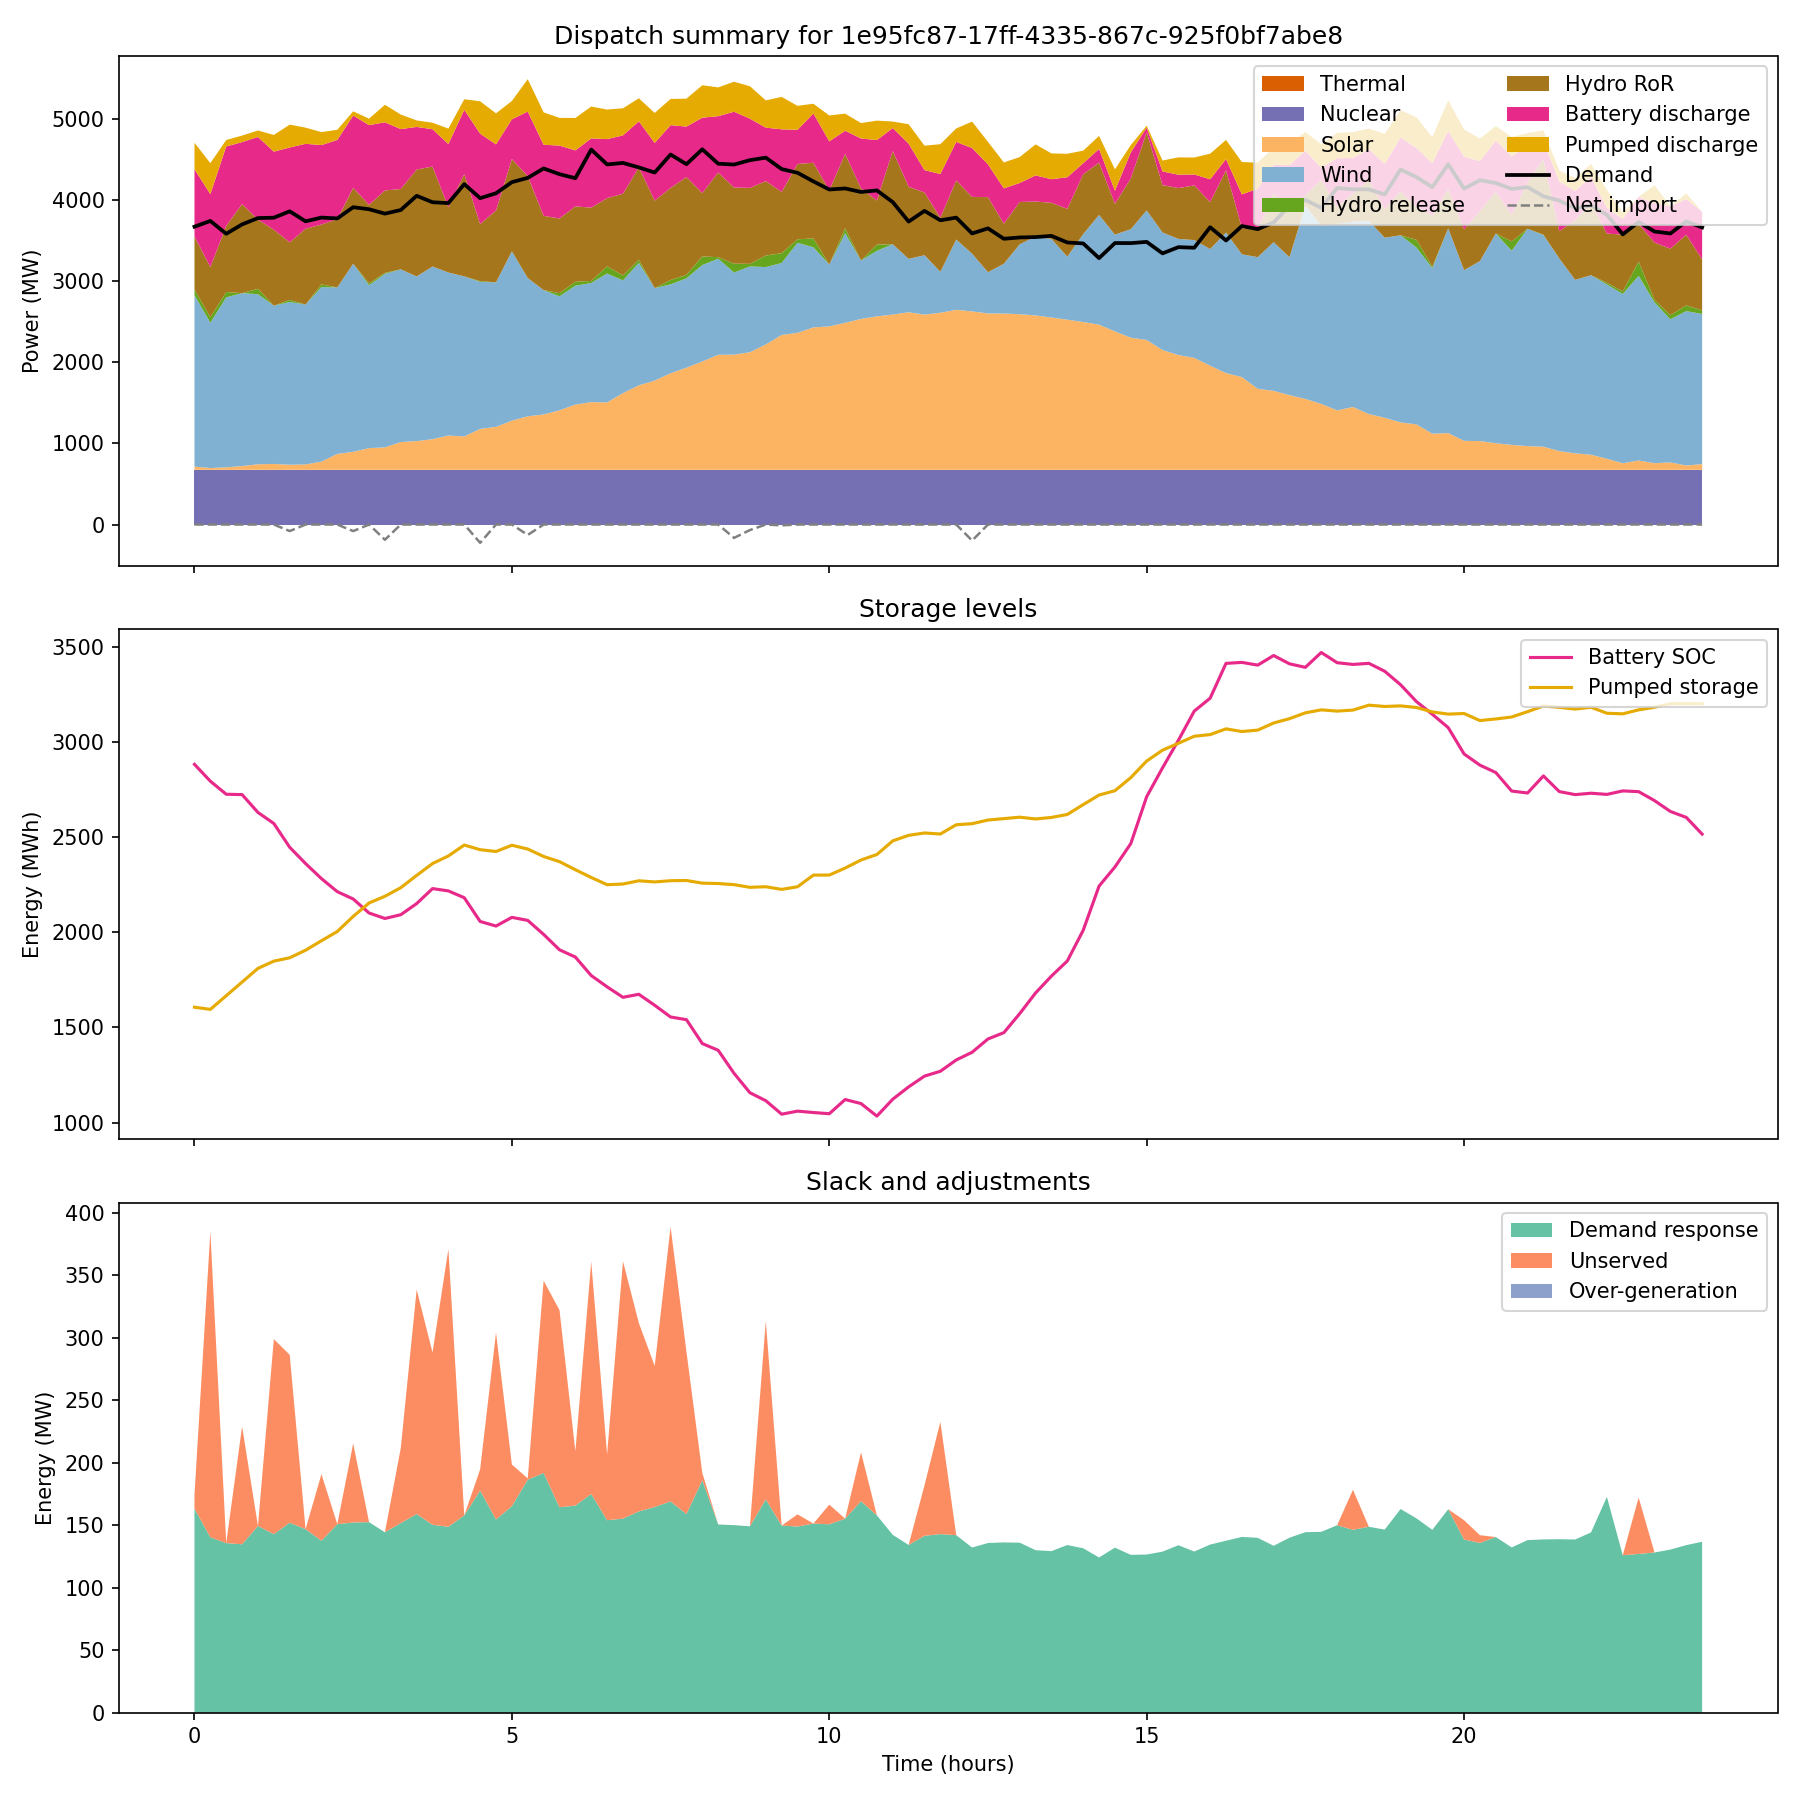 Dispatch summary for 1e95fc87-17ff-4335-867c-925f0bf7abe8
Power (MW)
5000
4000
3000
2000
1000
0
Thermal
Nuclear
Solar
Wind
Hydro release
Hydro RoR
Battery discharge
Pumped discharge
Demand
Net import
Storage levels
Energy (MWh)
3500
3000
2500
2000
1500
1000
Battery SOC
Pumped storage
Slack and adjustments
Energy (MW)
400
350
300
250
200
150
100
50
0
Demand response
Unserved
Over-generation
0 5 10 15 20
Time (hours)